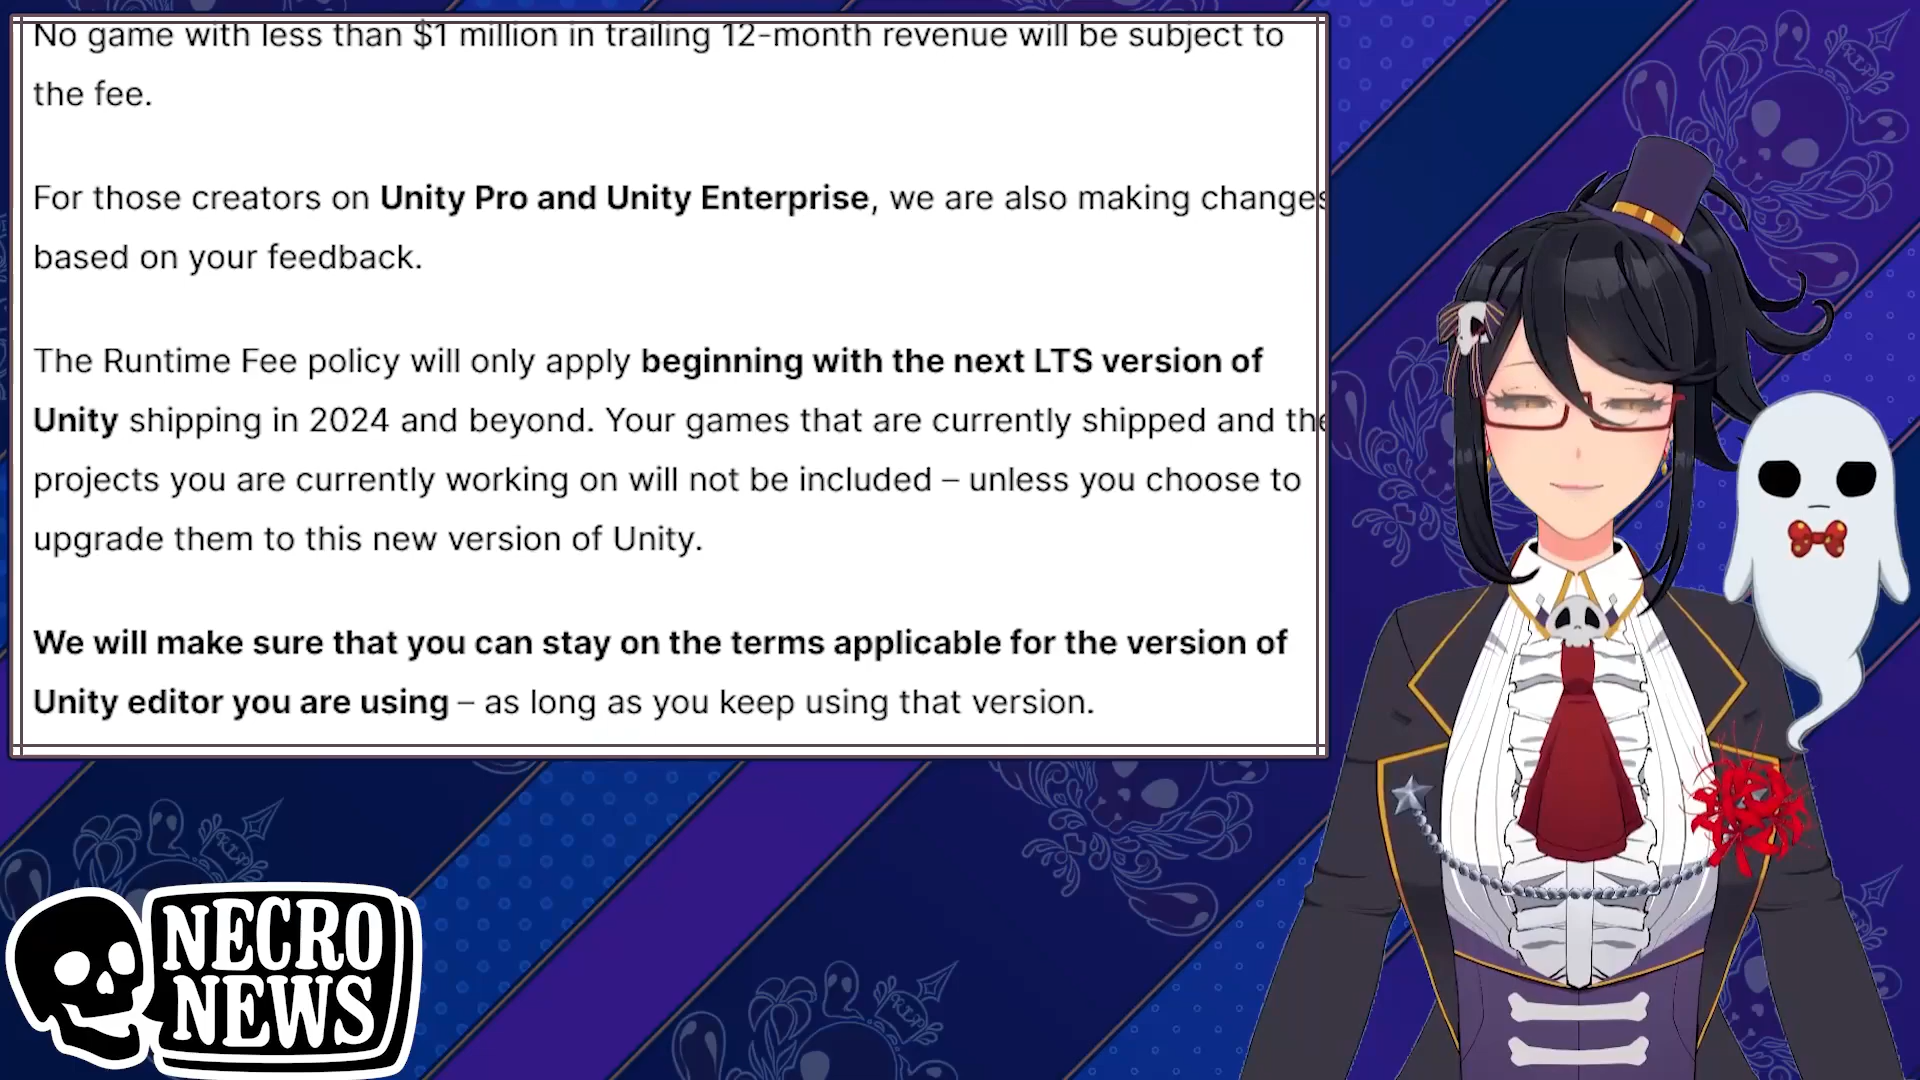 No game with less than $1 million in trailing 12-month revenue will be subject to
the fee.
For those creators on Unity Pro and Unity Enterprise, we are also making changes
based on your feedback.
The Runtime Fee policy will only apply beginning with the next LTS version of
Unity shipping in 2024 and beyond. Your games that are currently shipped and the
projects you are currently working on will not be included – unless you choose to
upgrade them to this new version of Unity.
We will make sure that you can stay on the terms applicable for the version of
Unity editor you are using – as long as you keep using that version.
NECRO
NEWS